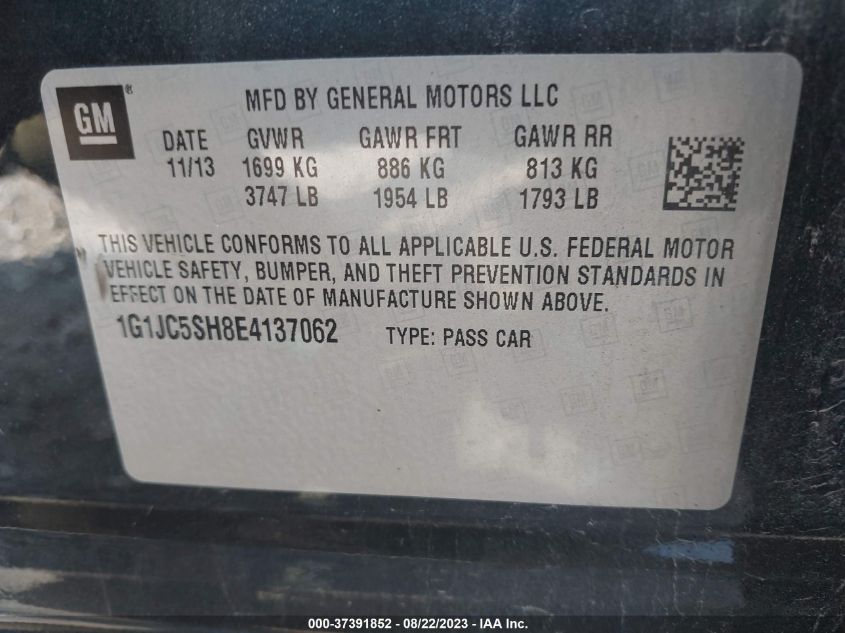 GM®
MFD BY GENERAL MOTORS LLC
DATE GVWR GAWR FRT GAWR RR
11/13 1699 KG 886 KG 813 KG
3747 LB 1954 LB 1793 LB
THIS VEHICLE CONFORMS TO ALL APPLICABLE U.S. FEDERAL MOTOR
VEHICLE SAFETY, BUMPER, AND THEFT PREVENTION STANDARDS IN
EFFECT ON THE DATE OF MANUFACTURE SHOWN ABOVE.
1G1JC5SH8E4137062 TYPE: PASS CAR
000-37391852 - 08/22/2023 - IAA Inc.